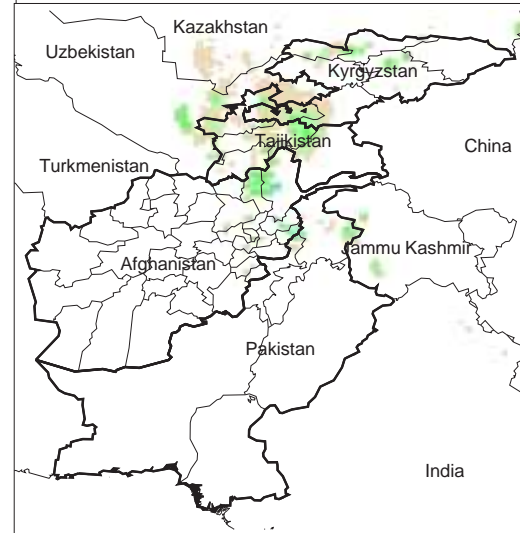 Kazakhstan
Uzbekistan
Kyrgyzstan
Tajikistan
China
Turkmenistan
Jammu Kashmir
Afghanistan
Pakistan
India